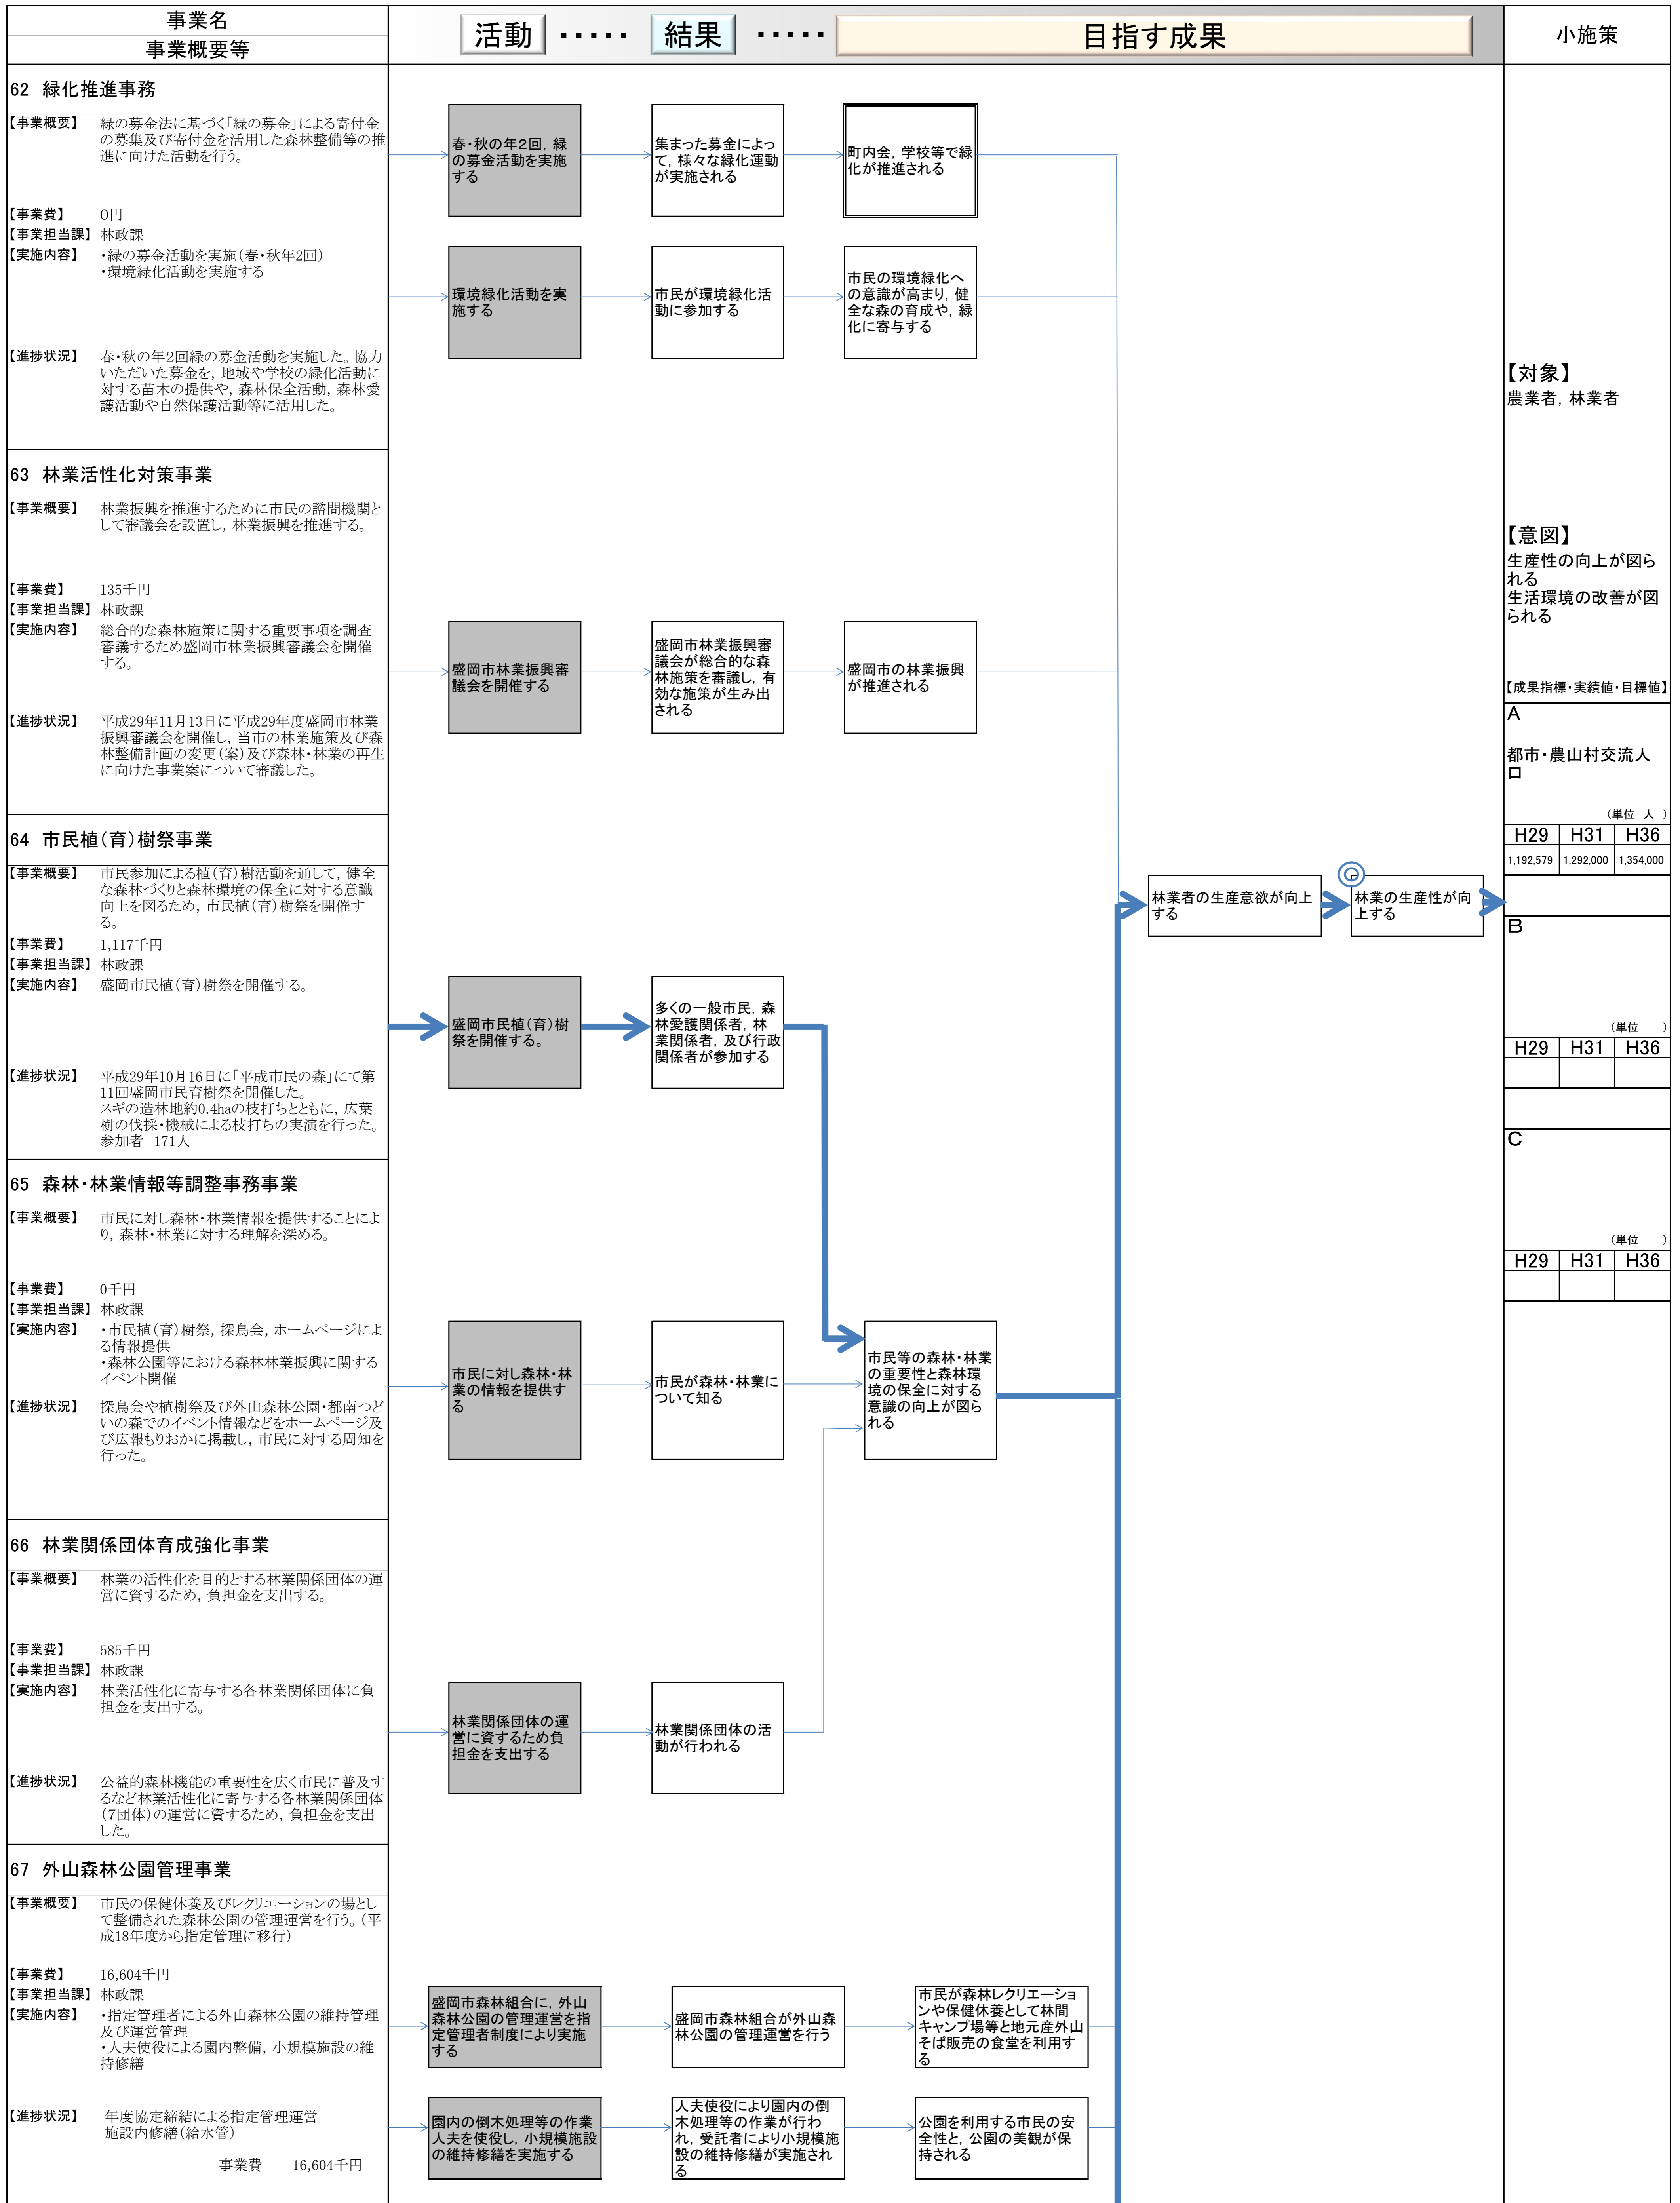 事業名
事業概要等
活動 ・・・・・ 結果 ・・・・・ 目指す成果
小施策
62 緑化推進事務
【事業概要】 緑の募金法に基づく「緑の募金」による寄付金
の募集及び寄付金を活用した森林整備等の推
進に向けた活動を行う。
【事業費】 0円
【事業担当課】 林政課
【実施内容】 ・緑の募金活動を実施（春・秋年2回）
・環境緑化活動を実施する
【進捗状況】 春・秋の年2回緑の募金活動を実施した。協力
いただいた募金を，地域や学校の緑化活動に
対する苗木の提供や，森林保全活動，森林愛
護活動や自然保護活動等に活用した。
春・秋の年2回，緑
の募金活動を実施
する
集まった募金によっ
て，様々な緑化運動
が実施される
町内会，学校等で緑
化が推進される
環境緑化活動を実
施する
市民が環境緑化活
動に参加する
市民の環境緑化へ
の意識が高まり，健
全な森の育成や，緑
化に寄与する
63 林業活性化対策事業
【事業概要】 林業振興を推進するために市民の諮問機関と
して審議会を設置し，林業振興を推進する。
【事業費】 135千円
【事業担当課】 林政課
【実施内容】 総合的な森林施策に関する重要事項を調査
審議するため盛岡市林業振興審議会を開催
する。
【進捗状況】 平成29年11月13日に平成29年度盛岡市林業
振興審議会を開催し，当市の林業施策及び森
林整備計画の変更（案）及び森林・林業の再生
に向けた事業案について審議した。
盛岡市林業振興審
議会を開催する
盛岡市林業振興審
議会が総合的な森
林施策を審議し，有
効な施策が生み出
される
盛岡市の林業振興
が推進される
64 市民植（育）樹祭事業
【事業概要】 市民参加による植（育）樹活動を通して，健全
な森林づくりと森林環境の保全に対する意識
向上を図るため，市民植（育）樹祭を開催す
る。
【事業費】 1,117千円
【事業担当課】 林政課
【実施内容】 盛岡市民植（育）樹祭を開催する。
【進捗状況】 平成29年10月16日に「平成市民の森」にて第
11回盛岡市民育樹祭を開催した。
スギの造林地約0.4haの枝打ちとともに，広葉
樹の伐採・機械による枝打ちの実演を行った。
参加者 171人
盛岡市民植（育）樹
祭を開催する。
多くの一般市民，森
林愛護関係者，林
業関係者，及び行政
関係者が参加する
林業者の生産意欲が向上
する
◎
林業の生産性が向
上する
65 森林・林業情報等調整事務事業
【事業概要】 市民に対し森林・林業情報を提供することによ
り，森林・林業に対する理解を深める。
【事業費】 0千円
【事業担当課】 林政課
【実施内容】 ・市民植（育）樹祭，探鳥会，ホームページによ
る情報提供
・森林公園等における森林林業振興に関する
イベント開催
【進捗状況】 探鳥会や植樹祭及び外山森林公園・都南つど
いの森でのイベント情報などをホームページ及
び広報もりおかに掲載し，市民に対する周知を
行った。
市民に対し森林・林
業の情報を提供す
る
市民が森林・林業に
ついて知る
市民等の森林・林業
の重要性と森林環
境の保全に対する
意識の向上が図ら
れる
66 林業関係団体育成強化事業
【事業概要】 林業の活性化を目的とする林業関係団体の運
営に資するため，負担金を支出する。
【事業費】 585千円
【事業担当課】 林政課
【実施内容】 林業活性化に寄与する各林業関係団体に負
担金を支出する。
【進捗状況】 公益的森林機能の重要性を広く市民に普及す
るなど林業活性化に寄与する各林業関係団体
（7団体）の運営に資するため，負担金を支出
した。
林業関係団体の運
営に資するため負
担金を支出する
林業関係団体の活
動が行われる
67 外山森林公園管理事業
【事業概要】 市民の保健休養及びレクリエーションの場とし
て整備された森林公園の管理運営を行う。（平
成18年度から指定管理に移行）
【事業費】 16,604千円
【事業担当課】 林政課
【実施内容】 ・指定管理者による外山森林公園の維持管理
及び運営管理
・人夫使役による園内整備，小規模施設の維
持修繕
【進捗状況】 年度協定締結による指定管理運営
施設内修繕（給水管）
事業費 16,604千円
盛岡市森林組合に，外山
森林公園の管理運営を指
定管理者制度により実施
する
盛岡市森林組合が外山森
林公園の管理運営を行う
市民が森林レクリエーショ
ンや保健休養として林間
キャンプ場等と地元産外山
そば販売の食堂を利用す
る
園内の倒木処理等の作業
人夫を使役し，小規模施設
の維持修繕を実施する
人夫使役により園内の倒
木処理等の作業が行わ
れ，受託者により小規模施
設の維持修繕が実施され
る
公園を利用する市民の安
全性と，公園の美観が保
持される
【対象】
農業者，林業者
【意図】
生産性の向上が図ら
れる
生活環境の改善が図
られる
【成果指標・実績値・目標値】
A
都市・農山村交流人
口
（単位 人 ）
H29 H31 H36
1,192,579 1,292,000 1,354,000
B
（単位 ）
H29 H31 H36
C
（単位 ）
H29 H31 H36